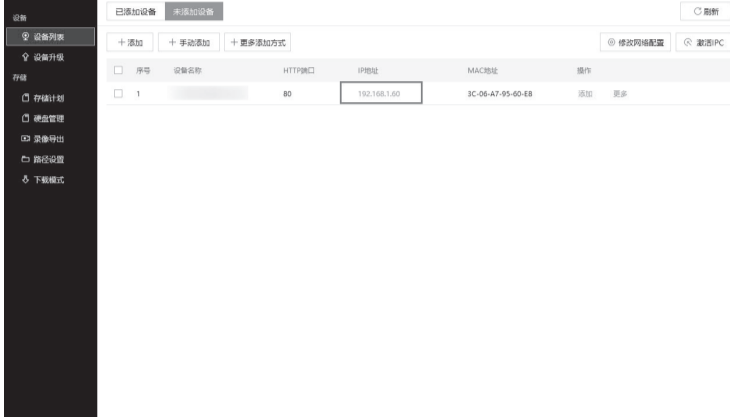 设备
设备列表
设备升级
存储
存储计划
硬盘管理
录像导出
路径设置
下载模式
已添加设备 未添加设备 刷新
+ 添加 + 手动添加 + 更多添加方式 修改网络配置 激活IPC
序号 设备名称 HTTP端口 IP地址 MAC地址 操作
1 80 192.168.1.60 3C-06-A7-95-60-E8 添加 更多